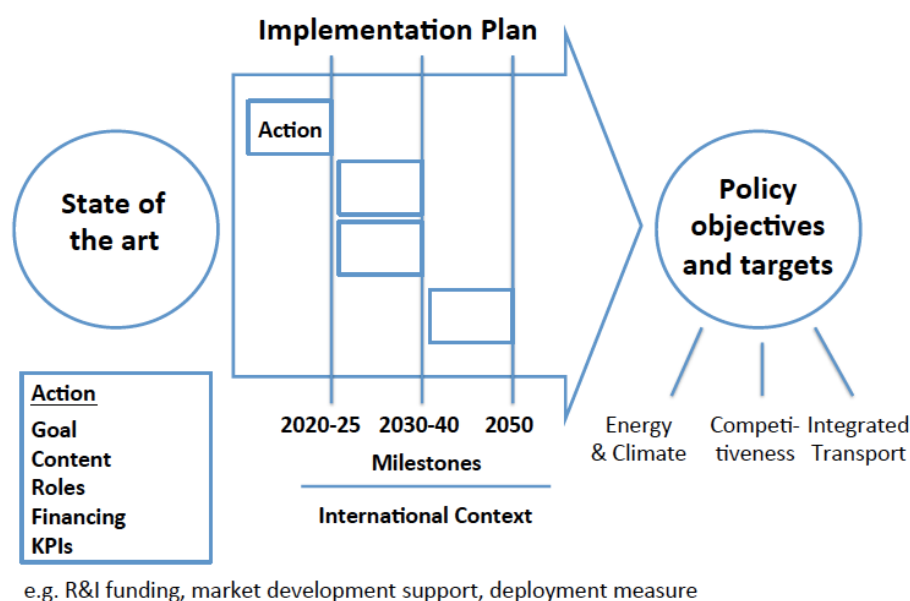 Implementation Plan
Action
State of
the art
Policy
objectives
and targets
Action
Goal
Content
Roles
Financing
KPIs
2020-25 2030-40 2050
Milestones
International Context
Energy
& Climate
Competi-
tiveness
Integrated
Transport
e.g. R&I funding, market development support, deployment measure